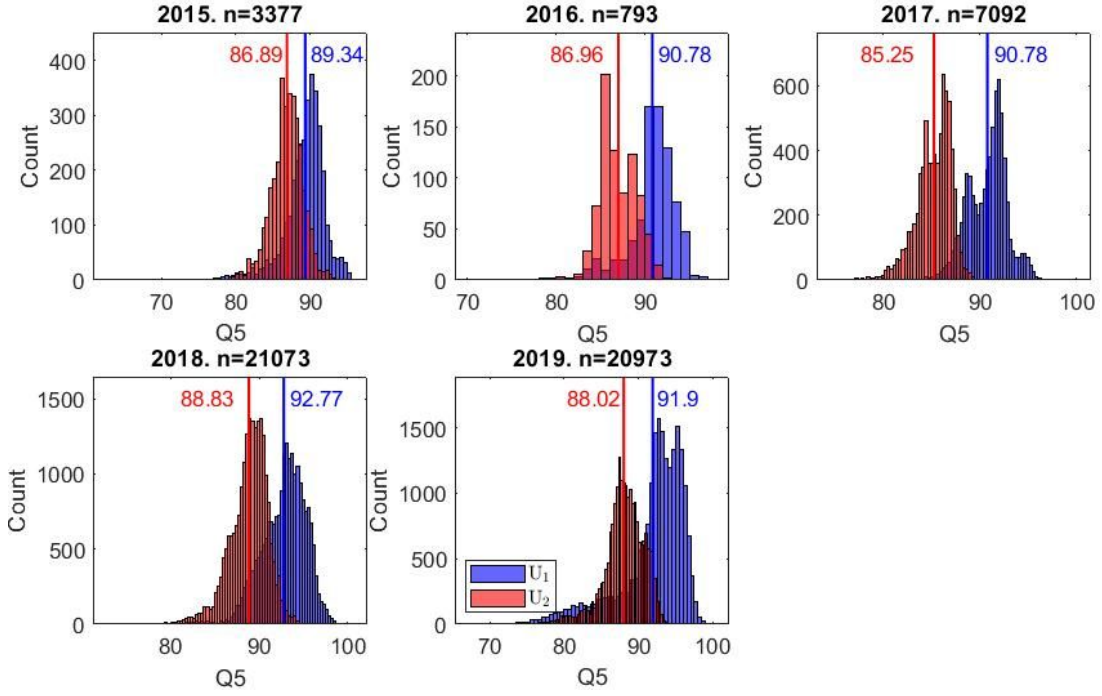 2015. n=3377
400
300
200
100
0
Count
86.89
89.34
70
80
90
Q5
2016. n=793
200
150
100
50
0
Count
86.96
90.78
70
80
90
Q5
2017. n=7092
600
400
200
0
Count
85.25
90.78
80
90
100
Q5
2018. n=21073
1500
1000
500
0
Count
88.83
92.77
80
90
100
Q5
2019. n=20973
1500
1000
500
0
Count
88.02
91.9
U₁
U₂
70
80
90
100
Q5